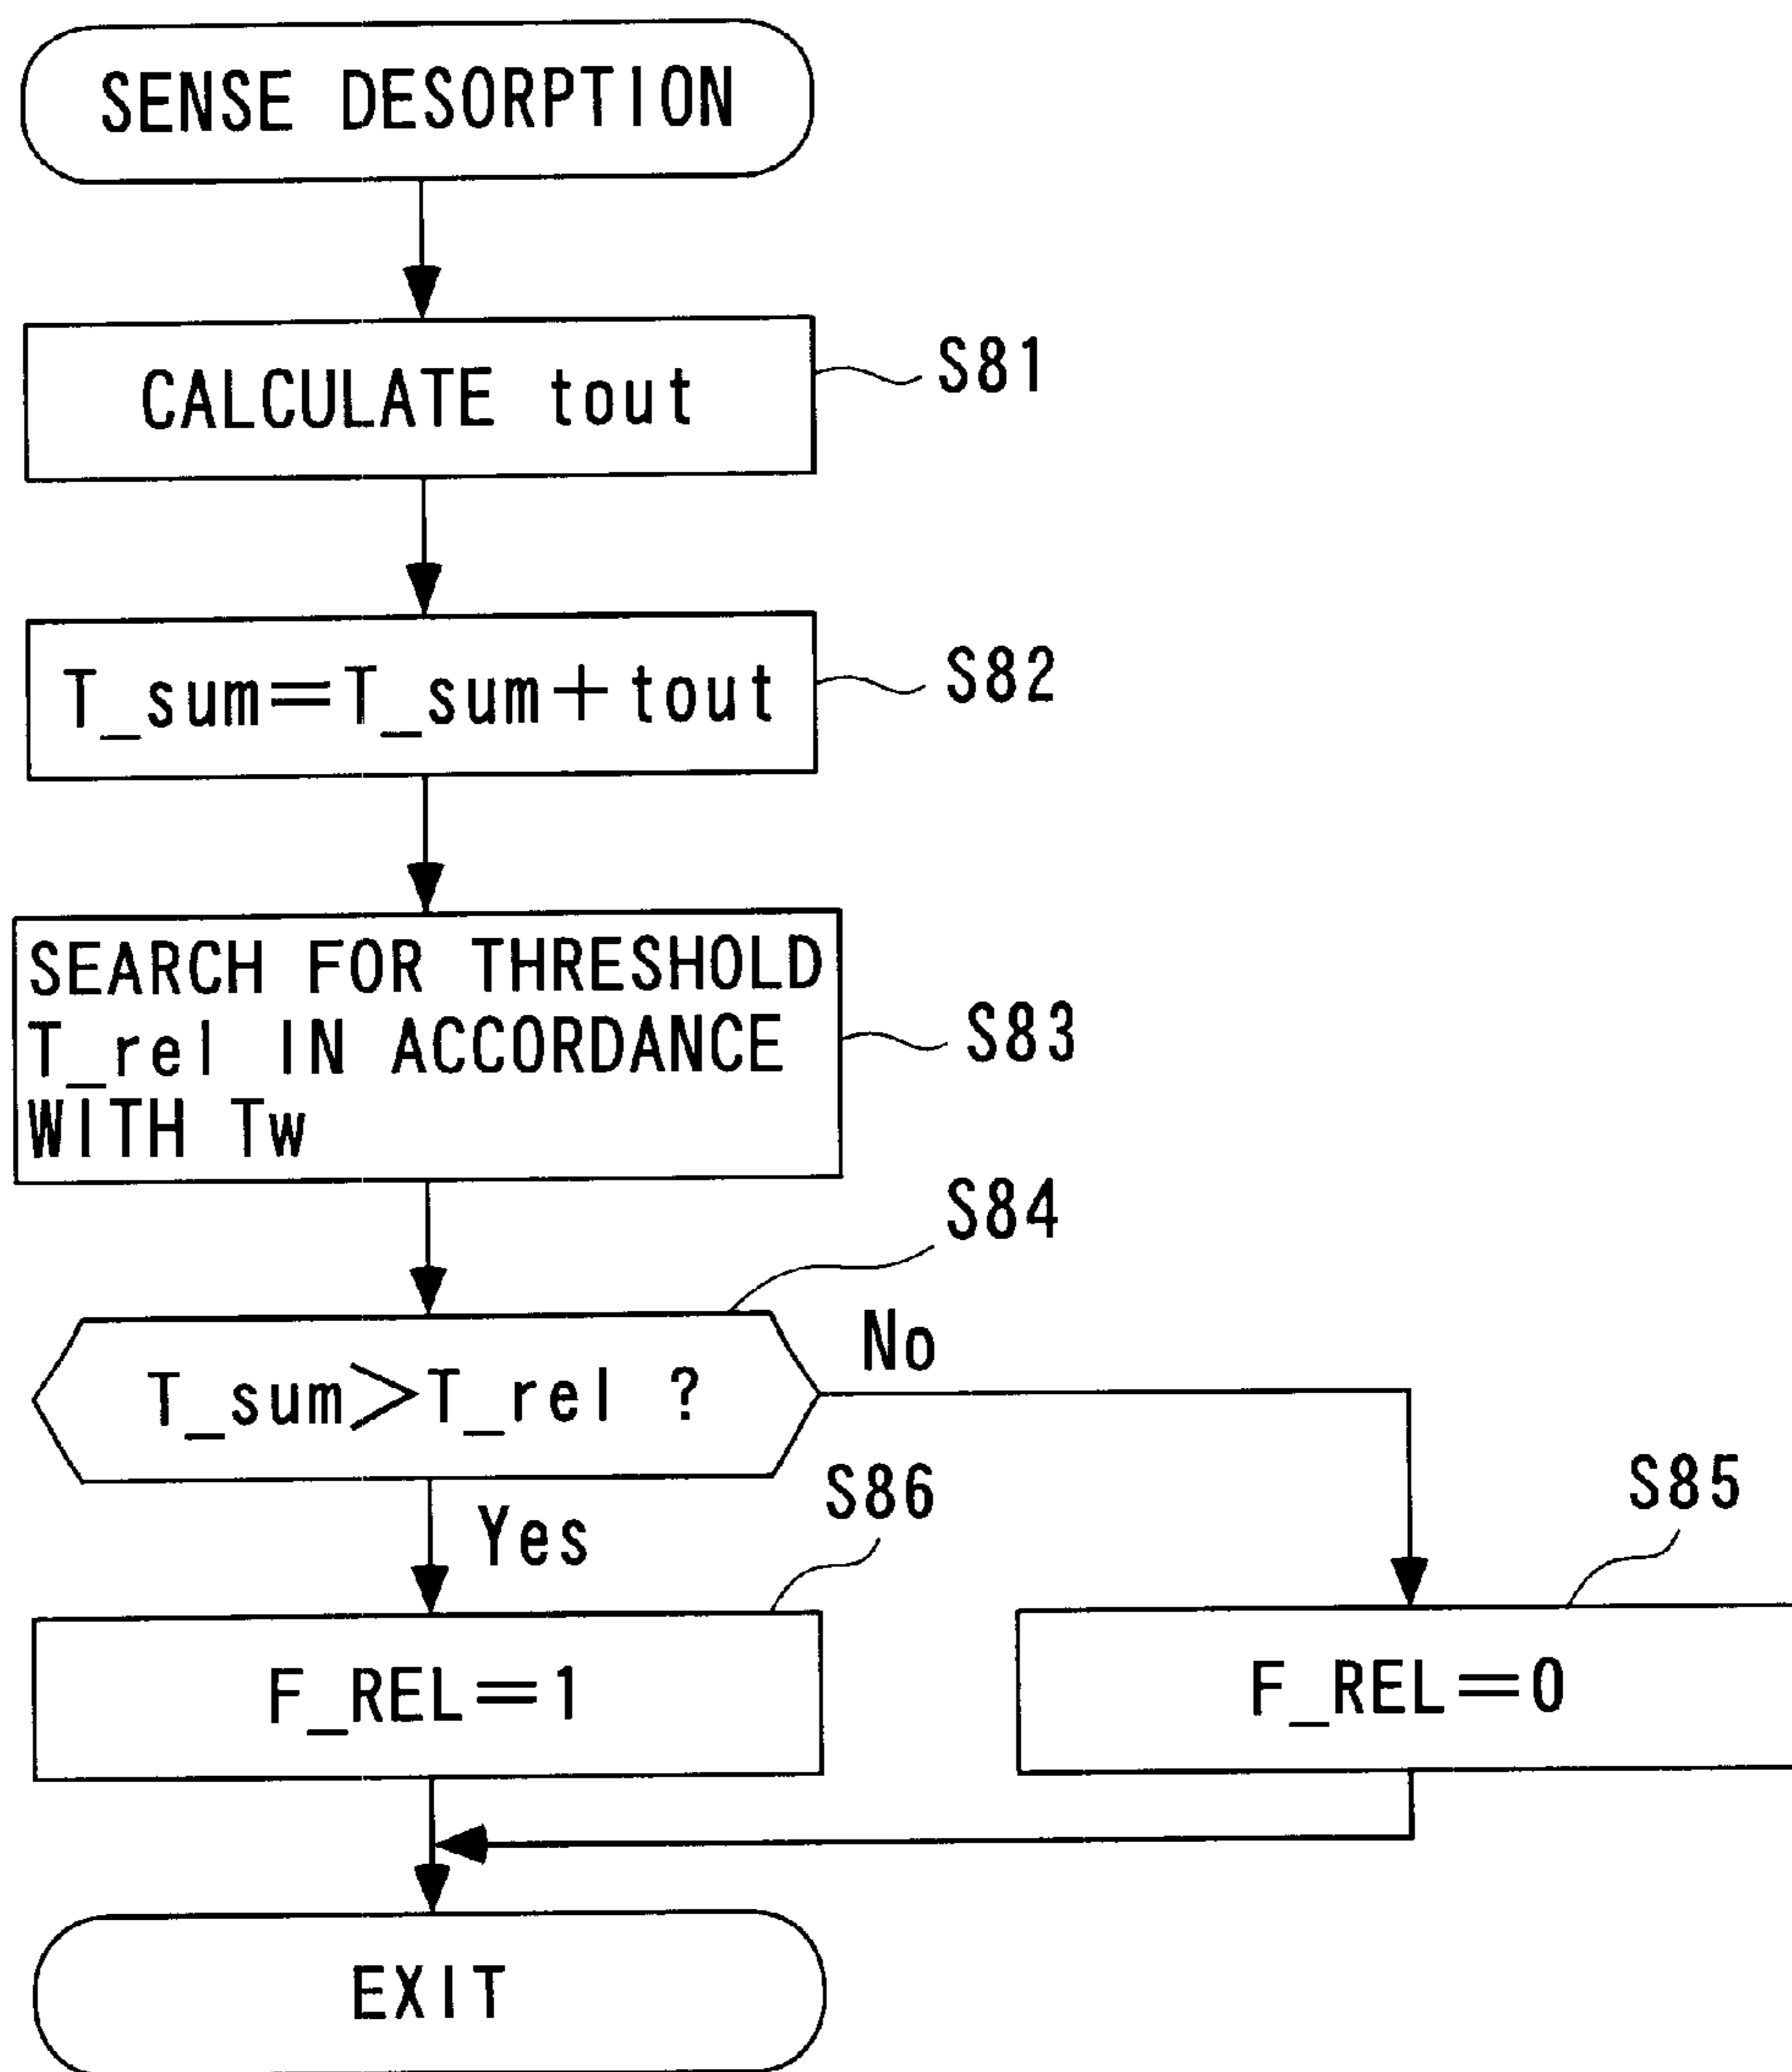 SENSE DESORPTION
CALCULATE tout
S81
T_sum=T_sum+tout
S82
SEARCH FOR THRESHOLD
T_rel IN ACCORDANCE
WITH Tw
S83
S84
T_sum>T_rel ?
No
Yes
S86
S85
F_REL=1
F_REL=0
EXIT